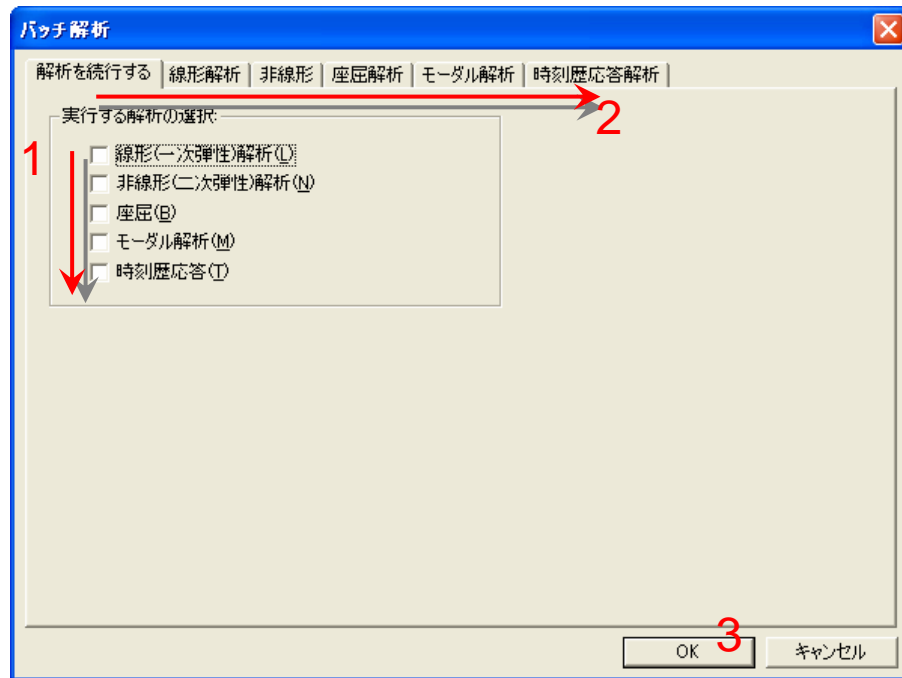 バッチ解析
解析を続行する 線形解析 非線形 座屈解析 モーダル解析 時刻歴応答解析
2
実行する解析の選択:
1
線形(一次弾性)解析(L)
非線形(二次弾性)解析(N)
座屈(B)
モーダル解析(M)
時刻歴応答(T)
3
OK キャンセル